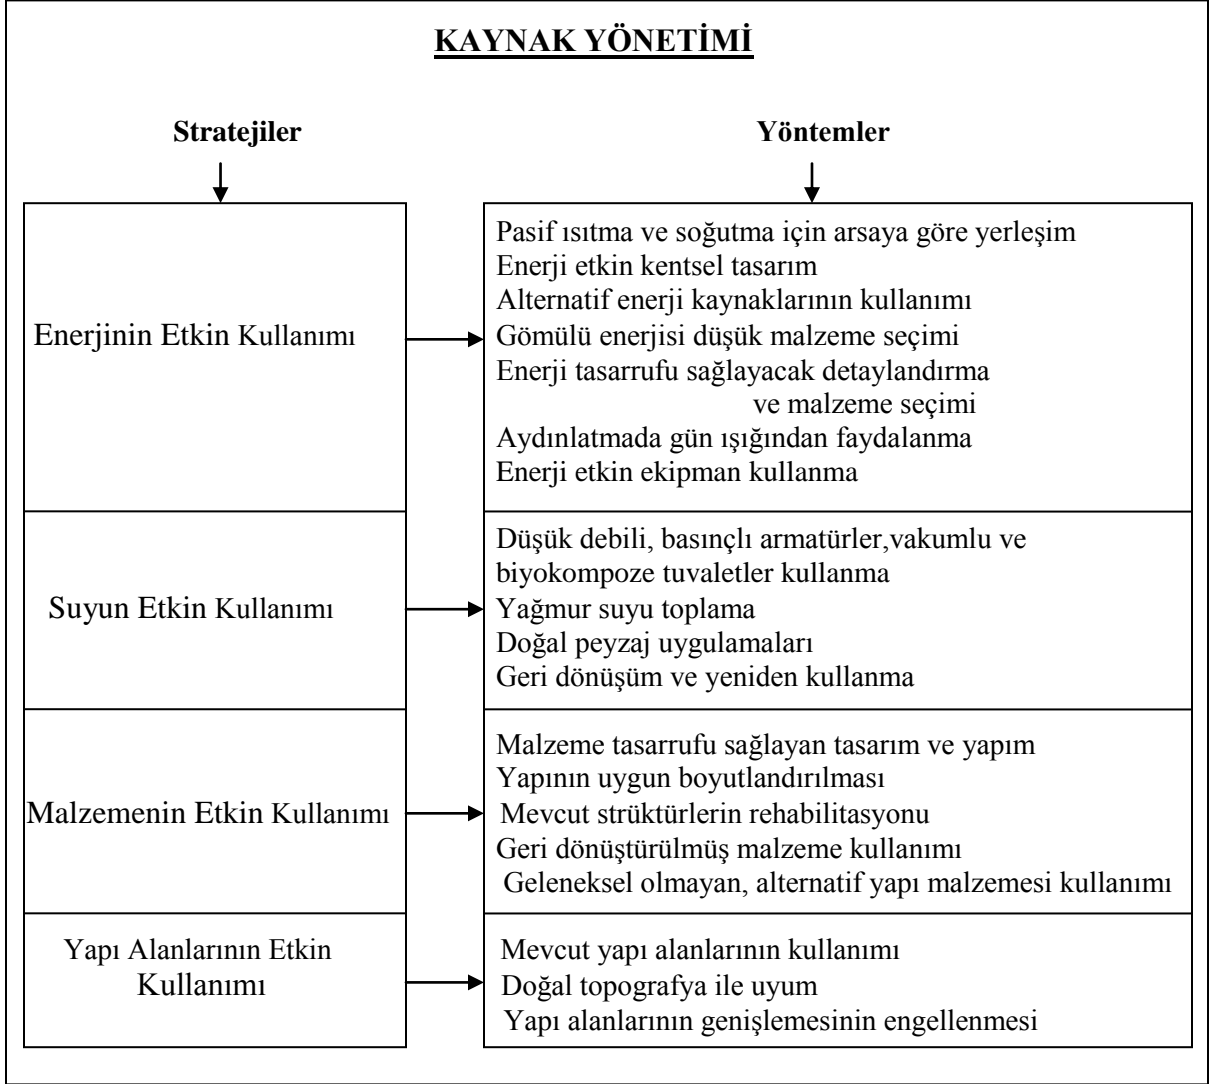 KAYNAK YÖNETİMİ
Stratejiler
Yöntemler
Enerjinin Etkin Kullanımı
Pasif ısıtma ve soğutma için arsaya göre yerleşim
Enerji etkin kentsel tasarım
Alternatif enerji kaynaklarının kullanımı
Gömülü enerjisi düşük malzeme seçimi
Enerji tasarrufu sağlayacak detaylandırma
ve malzeme seçimi
Aydınlatmada gün ışığından faydalanma
Enerji etkin ekipman kullanma
Suyun Etkin Kullanımı
Düşük debili, basınçlı armatürler,vakumlu ve
biyokompoze tuvaletler kullanma
Yağmur suyu toplama
Doğal peyzaj uygulamaları
Geri dönüşüm ve yeniden kullanma
Malzemenin Etkin Kullanımı
Malzeme tasarrufu sağlayan tasarım ve yapım
Yapının uygun boyutlandırılması
Mevcut strüktürlerin rehabilitasyonu
Geri dönüştürülmüş malzeme kullanımı
Geleneksel olmayan, alternatif yapı malzemesi kullanımı
Yapı Alanlarının Etkin
Kullanımı
Mevcut yapı alanlarının kullanımı
Doğal topografya ile uyum
Yapı alanlarının genişlemesinin engellenmesi